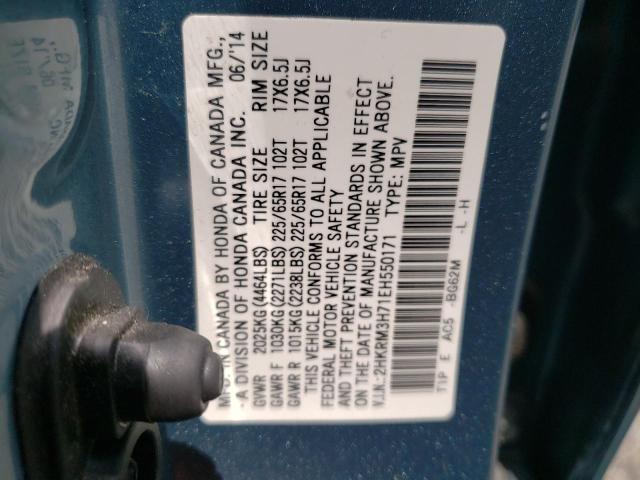 MFD. IN CANADA BY HONDA OF CANADA MFG.,
- A DIVISION OF HONDA CANADA INC. 06/'14
GVWR 2025KG (4464LBS) TIRE SIZE RIM SIZE
GAWR F 1030KG (2271LBS) 225/65R17 102T 17X6.5J
GAWR R 1015KG (2238LBS) 225/65R17 102T 17X6.5J
THIS VEHICLE CONFORMS TO ALL APPLICABLE
FEDERAL MOTOR VEHICLE SAFETY
AND THEFT PREVENTION STANDARDS IN EFFECT
ON THE DATE OF MANUFACTURE SHOWN ABOVE.
V.I.N.:2HKRM3H71EH550171 TYPE: MPV
TIP E AC5 -BG62M -L -H